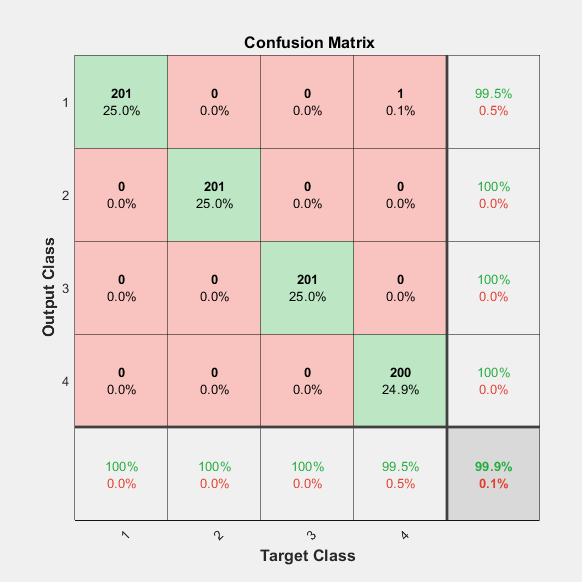 Confusion Matrix
Output Class
1
201 0 0 1 99.5%
25.0% 0.0% 0.0% 0.1% 0.5%
2
0 201 0 0 100%
0.0% 25.0% 0.0% 0.0% 0.0%
3
0 0 201 0 100%
0.0% 0.0% 25.0% 0.0% 0.0%
4
0 0 0 200 100%
0.0% 0.0% 0.0% 24.9% 0.0%
100% 100% 100% 99.5% 99.9%
0.0% 0.0% 0.0% 0.5% 0.1%
1 2 3 4
Target Class